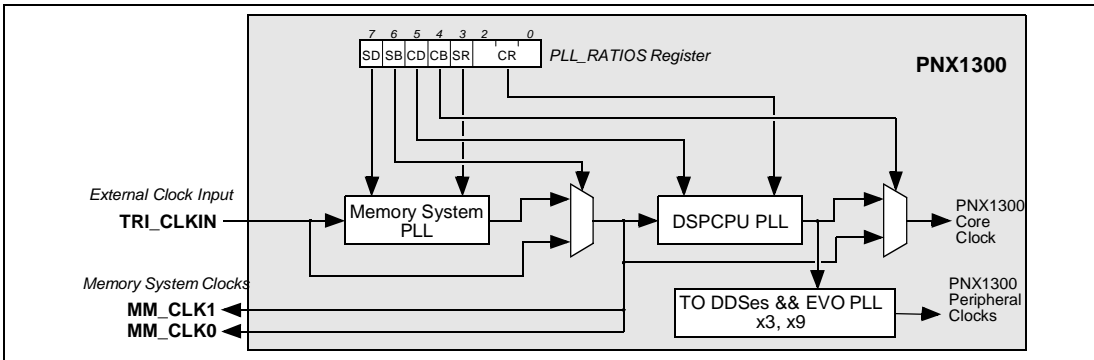 7 6 5 4 3 2 0
SD SB CD CB SR CR
PLL_RATIOS Register
PNX1300
External Clock Input
TRI_CLKIN
Memory System
PLL
DSPCPU PLL
PNX1300
Core
Clock
Memory System Clocks
MM_CLK1
MM_CLK0
TO DDSes && EVO PLL
x3, x9
PNX1300
Peripheral
Clocks